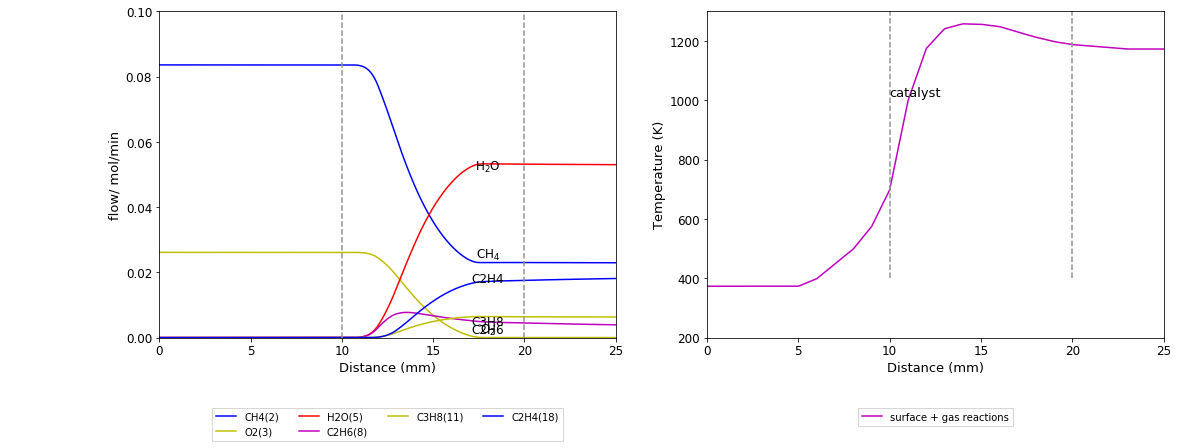 0.10
0.08
0.06
0.04
0.02
0.00
flow/ mol/min
H₂O
CH₄
C2H4
C3H8
C2H6
0 5 10 15 20 25
Distance (mm)
CH4(2) H2O(5) C3H8(11) C2H4(18)
O2(3) C2H6(8)
1200
1000
800
600
400
200
Temperature (K)
catalyst
0 5 10 15 20 25
Distance (mm)
surface + gas reactions